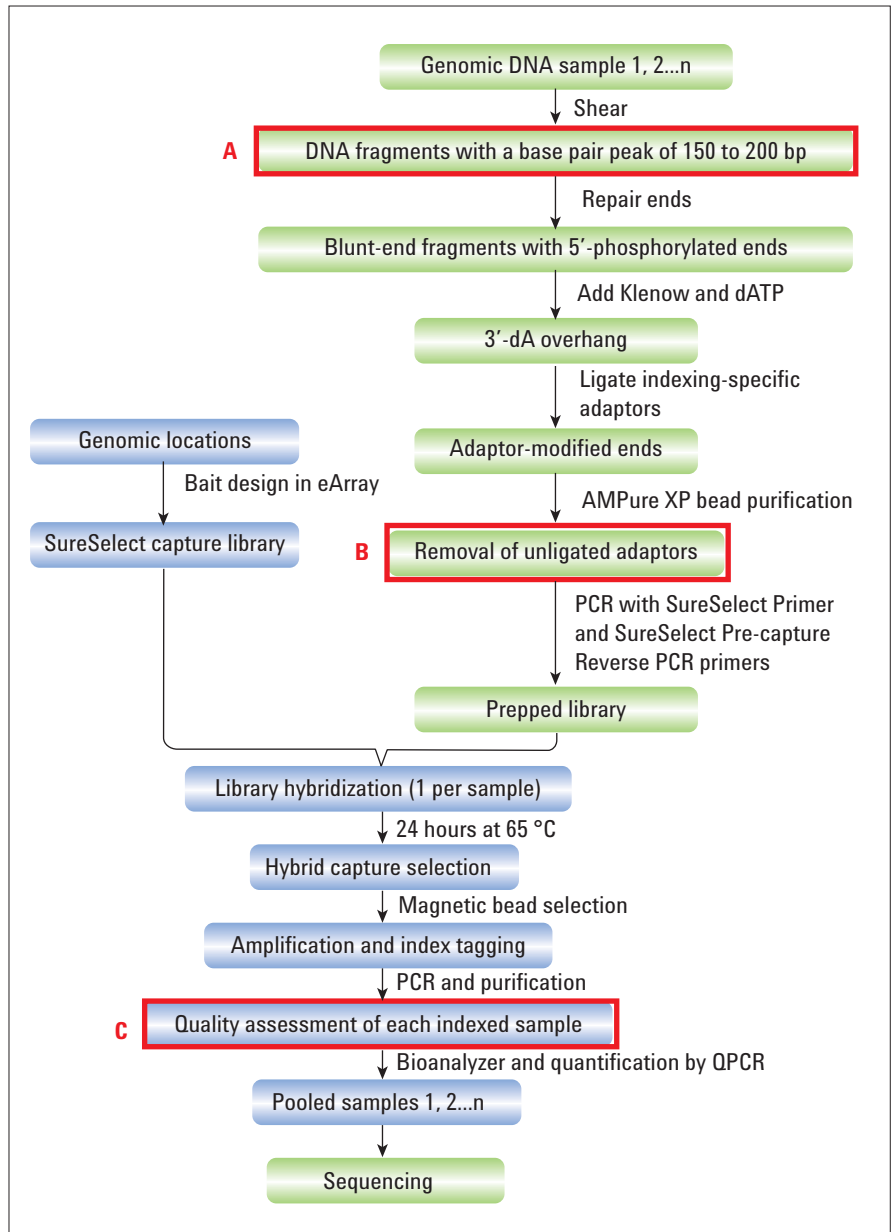 Genomic DNA sample 1, 2...n
Shear
A
DNA fragments with a base pair peak of 150 to 200 bp
Repair ends
Blunt-end fragments with 5′-phosphorylated ends
Add Klenow and dATP
3′-dA overhang
Ligate indexing-specific
adaptors
Genomic locations
Adaptor-modified ends
Bait design in eArray
AMPure XP bead purification
SureSelect capture library
B
Removal of unligated adaptors
PCR with SureSelect Primer
and SureSelect Pre-capture
Reverse PCR primers
Prepped library
Library hybridization (1 per sample)
24 hours at 65 °C
Hybrid capture selection
Magnetic bead selection
Amplification and index tagging
PCR and purification
C
Quality assessment of each indexed sample
Bioanalyzer and quantification by QPCR
Pooled samples 1, 2...n
Sequencing